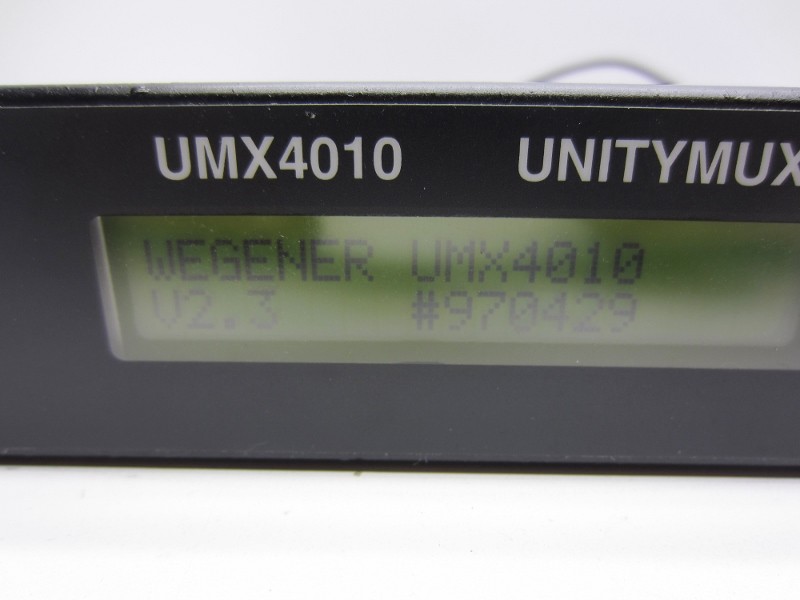 UMX4010 UNITYMUX
WEGENER UMX4010
V2.3 #970429